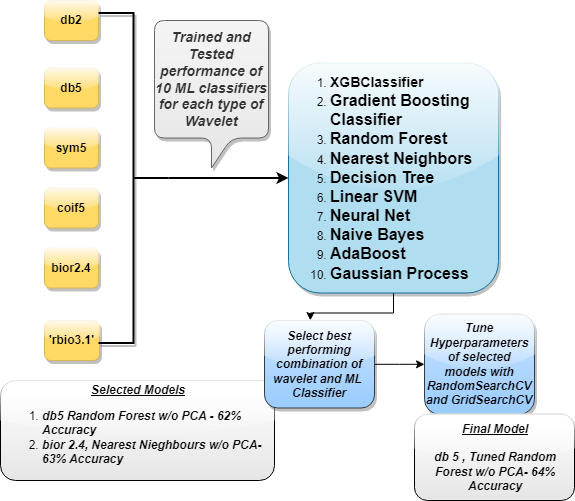 db2
db5
sym5
coif5
bior2.4
'rbio3.1'
Trained and
Tested
performance of
10 ML classifiers
for each type of
Wavelet
1. XGBClassifier
2. Gradient Boosting
Classifier
3. Random Forest
4. Nearest Neighbors
5. Decision Tree
6. Linear SVM
7. Neural Net
8. Naive Bayes
9. AdaBoost
10. Gaussian Process
Select best
performing
combination of
wavelet and ML
Classifier
Tune
Hyperparameters
of selected
models with
RandomSearchCV
and GridSearchCV
Selected Models
1. db5 Random Forest w/o PCA - 62%
Accuracy
2. bior 2.4, Nearest Nieghbours w/o PCA-
63% Accuracy
Final Model
db 5 , Tuned Random
Forest w/o PCA- 64%
Accuracy